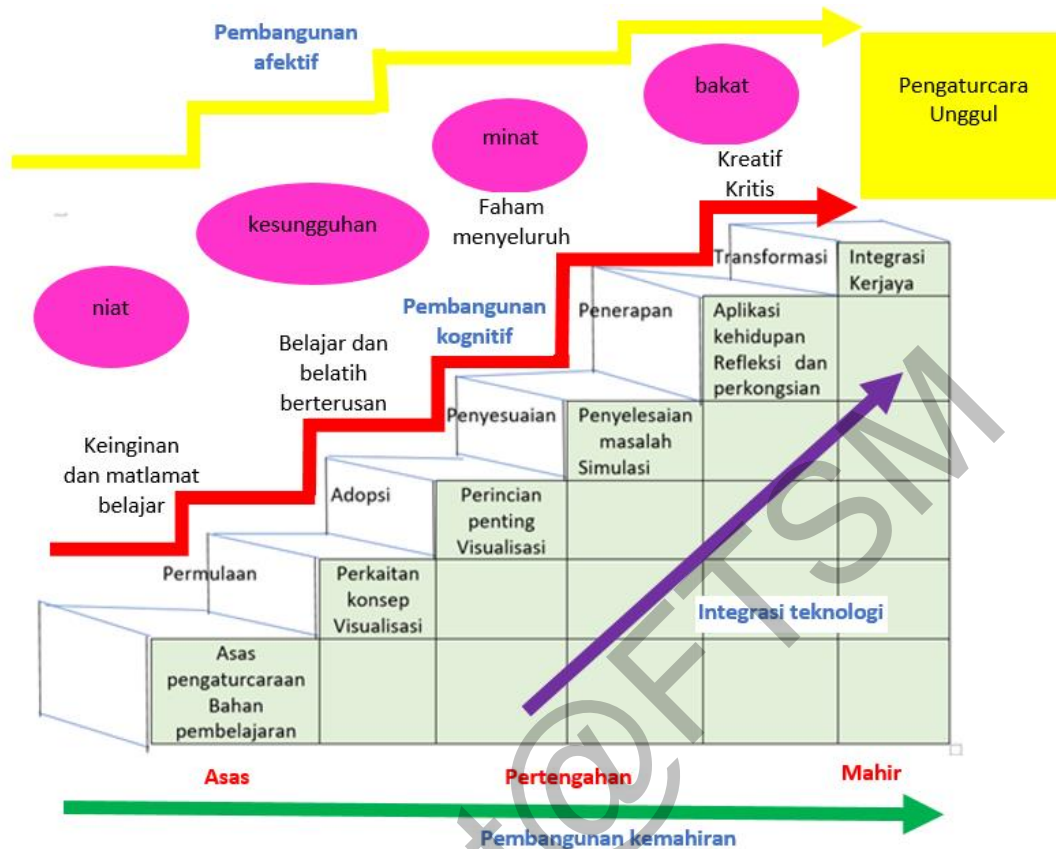 Pembangunan
afektif
bakat
Pengaturcara
Unggul
minat
Kreatif
Kritis
kesungguhan
Faham
menyeluruh
Transformasi
Integrasi
Kerjaya
niat
Pembangunan
kognitif
Penerapan
Aplikasi
kehidupan
Refleksi dan
perkongsian
Belajar dan
belatih
berterusan
Penyesuaian
Penyelesaian
masalah
Simulasi
Keinginan
dan matlamat
belajar
Adopsi
Perincian
penting
Visualisasi
Permulaan
Perkaitan
konsep
Visualisasi
Integrasi teknologi
Asas
pengaturcaraan
Bahan
pembelajaran
Asas
Pertengahan
Mahir
Pembangunan kemahiran
t@FTSM